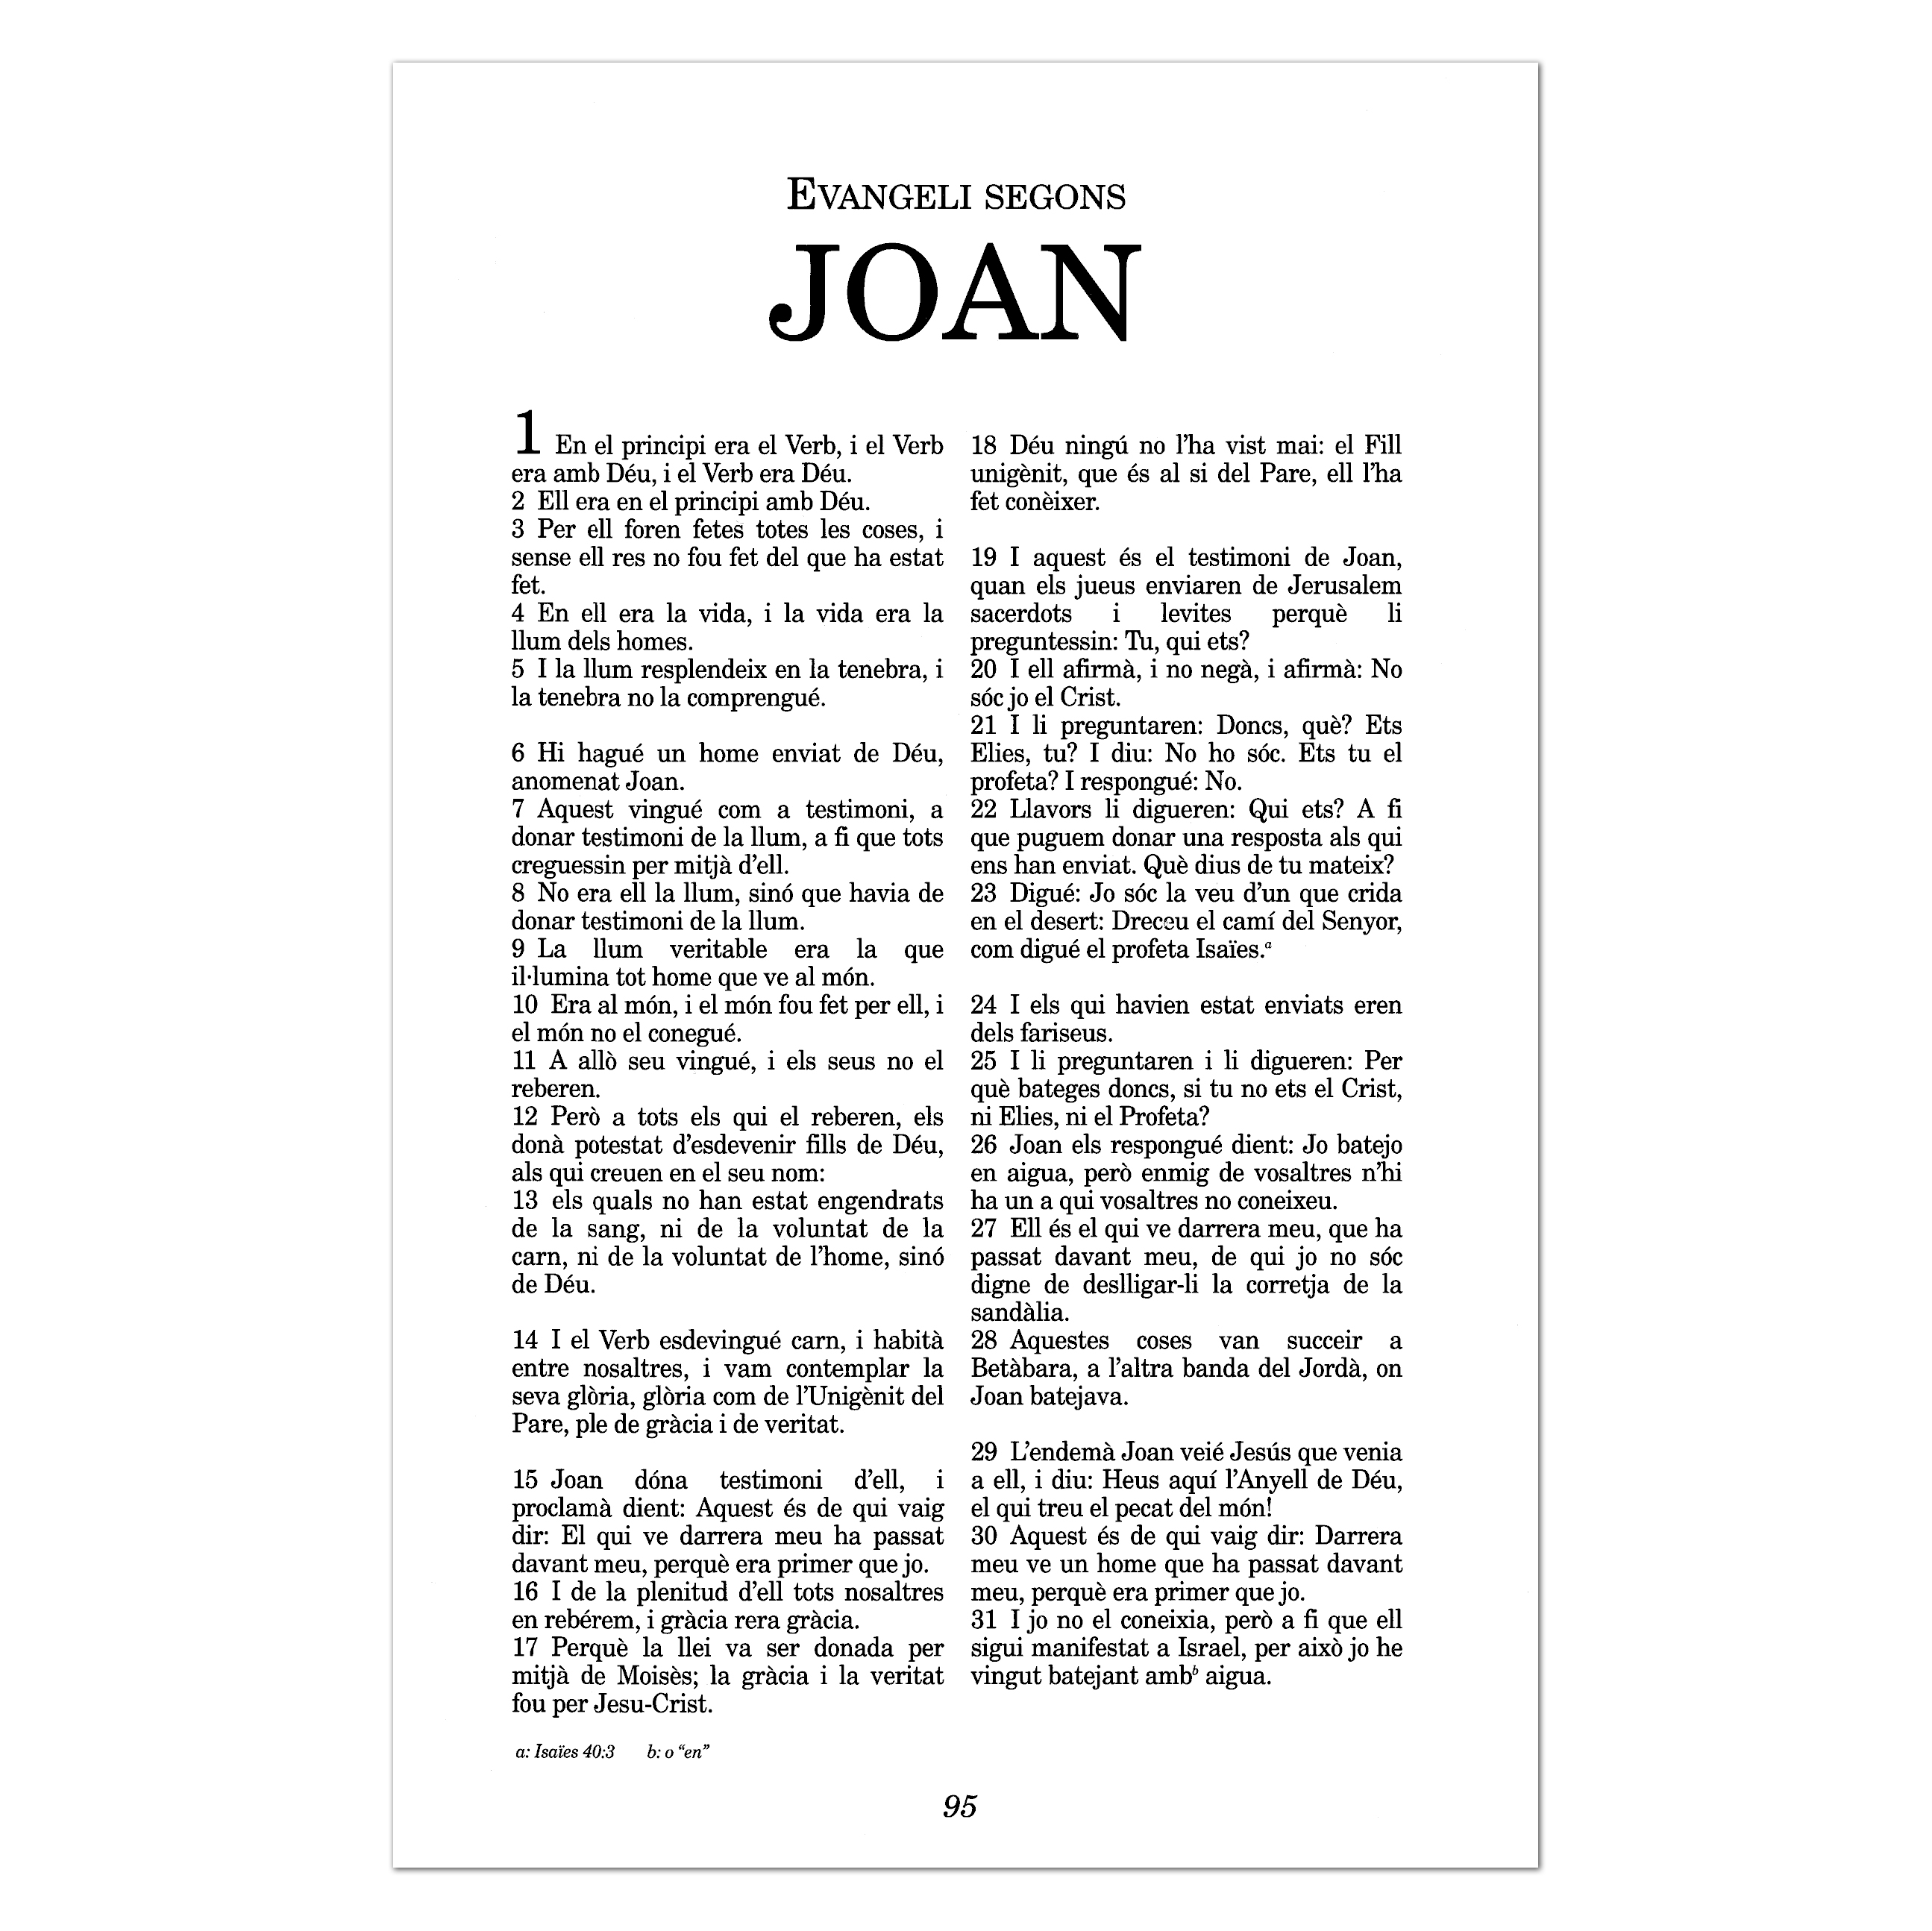 EVANGELI SEGONS
JOAN
1 En el principi era el Verb, i el Verb
era amb Déu, i el Verb era Déu.
2 Ell era en el principi amb Déu.
3 Per ell foren fetes totes les coses, i
sense ell res no fou fet del que ha estat
fet.
4 En ell era la vida, i la vida era la
llum dels homes.
5 I la llum resplendeix en la tenebra, i
la tenebra no la comprengué.
6 Hi hagué un home enviat de Déu,
anomenat Joan.
7 Aquest vingué com a testimoni, a
donar testimoni de la llum, a fi que tots
creguessin per mitjà d’ell.
8 No era ell la llum, sinó que havia de
donar testimoni de la llum.
9 La llum veritable era la que
il·lumina tot home que ve al món.
10 Era al món, i el món fou fet per ell, i
el món no el conegué.
11 A allò seu vingué, i els seus no el
reberen.
12 Però a tots els qui el reberen, els
donà potestat d’esdevenir fills de Déu,
als qui creuen en el seu nom:
13 els quals no han estat engendrats
de la sang, ni de la voluntat de la
carn, ni de la voluntat de l’home, sinó
de Déu.
14 I el Verb esdevingué carn, i habità
entre nosaltres, i vam contemplar la
seva glòria, glòria com de l’Unigènit del
Pare, ple de gràcia i de veritat.
15 Joan dóna testimoni d’ell, i
proclamà dient: Aquest és de qui vaig
dir: El qui ve darrera meu ha passat
davant meu, perquè era primer que jo.
16 I de la plenitud d’ell tots nosaltres
en rebérem, i gràcia rera gràcia.
17 Perquè la llei va ser donada per
mitjà de Moisès; la gràcia i la veritat
fou per Jesu-Crist.
18 Déu ningú no l’ha vist mai: el Fill
unigènit, que és al si del Pare, ell l’ha
fet conèixer.
19 I aquest és el testimoni de Joan,
quan els jueus enviaren de Jerusalem
sacerdots i levites perquè li
preguntessin: Tu, qui ets?
20 I ell afirmà, i no negà, i afirmà: No
sóc jo el Crist.
21 I li preguntaren: Doncs, què? Ets
Elies, tu? I diu: No ho sóc. Ets tu el
profeta? I respongué: No.
22 Llavors li digueren: Qui ets? A fi
que puguem donar una resposta als qui
ens han enviat. Què dius de tu mateix?
23 Digué: Jo sóc la veu d’un que crida
en el desert: Dreceu el camí del Senyor,
com digué el profeta Isaïes.a
24 I els qui havien estat enviats eren
dels fariseus.
25 I li preguntaren i li digueren: Per
què bateges doncs, si tu no ets el Crist,
ni Elies, ni el Profeta?
26 Joan els respongué dient: Jo batejo
en aigua, però enmig de vosaltres n’hi
ha un a qui vosaltres no coneixeu.
27 Ell és el qui ve darrera meu, que ha
passat davant meu, de qui jo no sóc
digne de deslligar-li la corretja de la
sandàlia.
28 Aquestes coses van succeir a
Betàbara, a l’altra banda del Jordà, on
Joan batejava.
29 L’endemà Joan veié Jesús que venia
a ell, i diu: Heus aquí l’Anyell de Déu,
el qui treu el pecat del món!
30 Aquest és de qui vaig dir: Darrera
meu ve un home que ha passat davant
meu, perquè era primer que jo.
31 I jo no el coneixia, però a fi que ell
sigui manifestat a Israel, per això jo he
vingut batejant ambb aigua.
a: Isaïes 40:3 b: o “en”
95